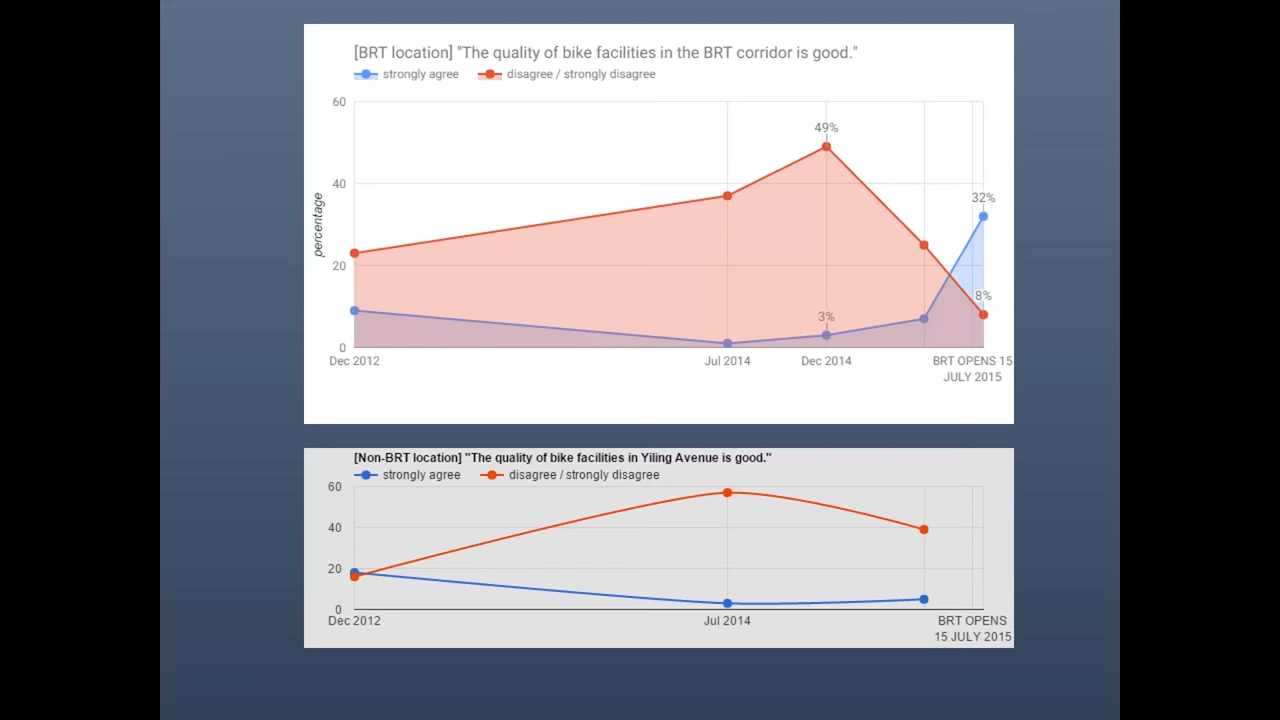 [BRT location] "The quality of bike facilities in the BRT corridor is good."
strongly agree disagree / strongly disagree
60
49%
40
32%
percentage
20
8%
3%
0
Dec 2012 Jul 2014 Dec 2014 BRT OPENS 15
JULY 2015
[Non-BRT location] "The quality of bike facilities in Yiling Avenue is good."
strongly agree disagree / strongly disagree
60
40
20
0
Dec 2012 Jul 2014 BRT OPENS
15 JULY 2015